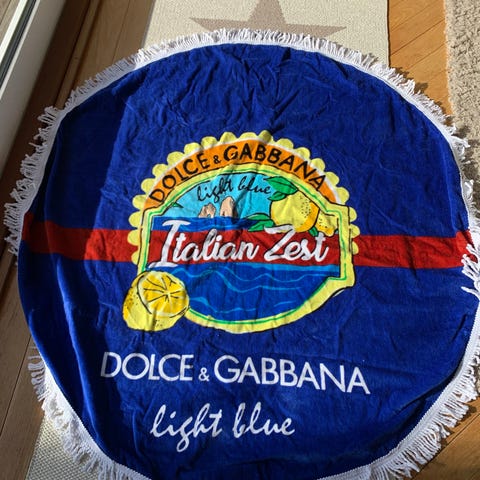 DOLCE & GABBANA
light blue
Italian Zest
DOLCE & GABBANA
light blue